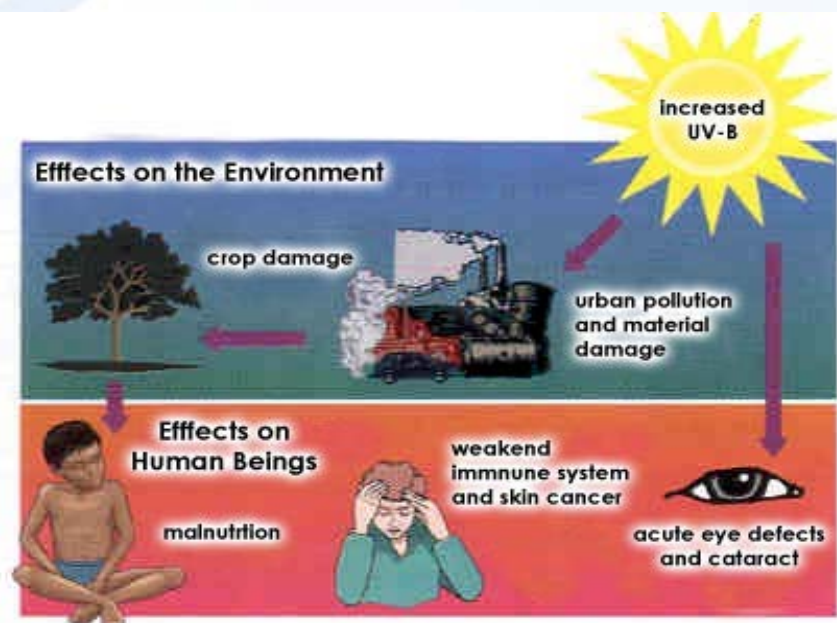 increased
UV-B
Efffects on the Environment
crop damage
urban pollution
and material
damage
Efffects on
Human Beings
malnutrtion
weakend
immnune system
and skin cancer
acute eye defects
and cataract